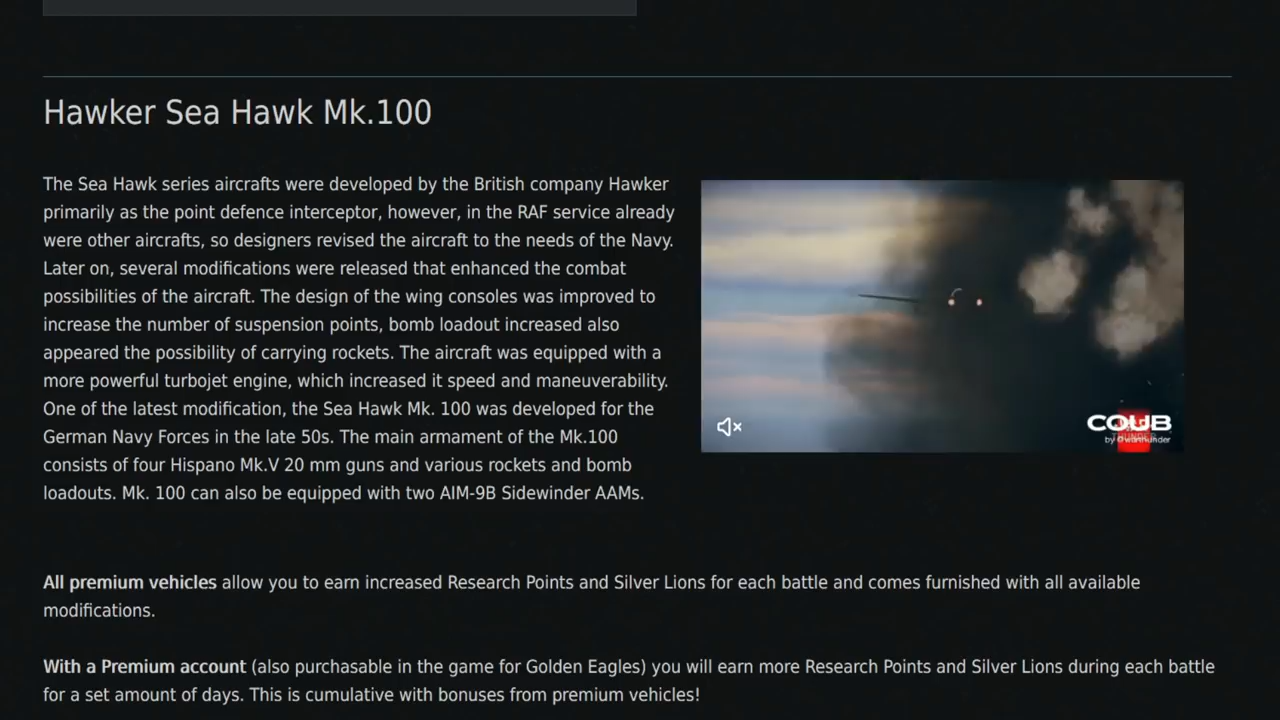 Hawker Sea Hawk Mk.100
The Sea Hawk series aircrafts were developed by the British company Hawker
primarily as the point defence interceptor, however, in the RAF service already
were other aircrafts, so designers revised the aircraft to the needs of the Navy.
Later on, several modifications were released that enhanced the combat
possibilities of the aircraft. The design of the wing consoles was improved to
increase the number of suspension points, bomb loadout increased also
appeared the possibility of carrying rockets. The aircraft was equipped with a
more powerful turbojet engine, which increased it speed and maneuverability.
One of the latest modification, the Sea Hawk Mk. 100 was developed for the
German Navy Forces in the late 50s. The main armament of the Mk.100
consists of four Hispano Mk.V 20 mm guns and various rockets and bomb
loadouts. Mk. 100 can also be equipped with two AIM-9B Sidewinder AAMs.
COUB
by
All premium vehicles allow you to earn increased Research Points and Silver Lions for each battle and comes furnished with all available
modifications.
With a Premium account (also purchasable in the game for Golden Eagles) you will earn more Research Points and Silver Lions during each battle
for a set amount of days. This is cumulative with bonuses from premium vehicles!